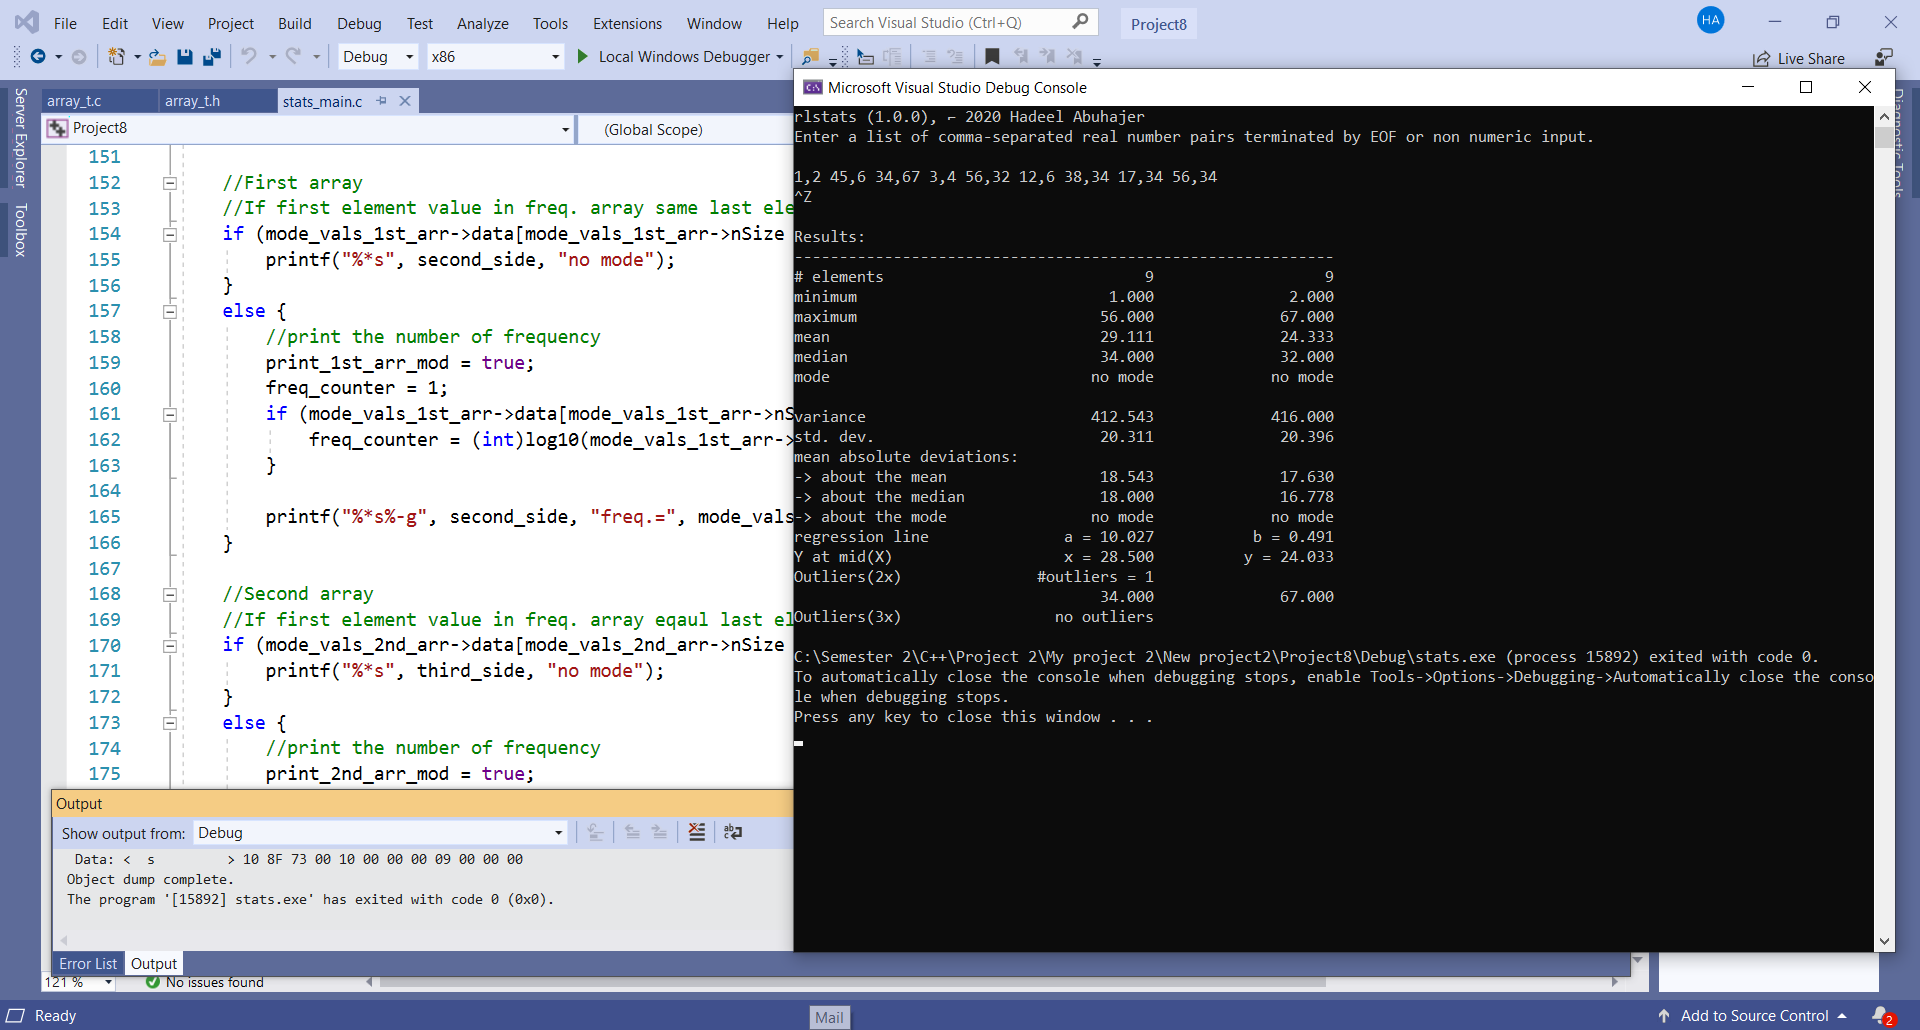 File Edit View Project Build Debug Test Analyze Tools Extensions Window Help Search Visual Studio (Ctrl+Q) Project8 HA
Debug x86 Local Windows Debugger Live Share
Server Explorer
Toolbox
array_t.c array_t.h stats_main.c
Project8 (Global Scope)
151
152 //First array
153 //If first element value in freq. array same last ele
154 if (mode_vals_1st_arr->data[mode_vals_1st_arr->nSize
155 printf("%*s", second_side, "no mode");
156 }
157 else {
158 //print the number of frequency
159 print_1st_arr_mod = true;
160 freq_counter = 1;
161 if (mode_vals_1st_arr->data[mode_vals_1st_arr->nS
162 freq_counter = (int)log10(mode_vals_1st_arr->
163 }
164
165 printf("%*s%-g", second_side, "freq.=", mode_vals
166 }
167
168 //Second array
169 //If first element value in freq. array eqaul last el
170 if (mode_vals_2nd_arr->data[mode_vals_2nd_arr->nSize
171 printf("%*s", third_side, "no mode");
172 }
173 else {
174 //print the number of frequency
175 print_2nd_arr_mod = true;
Microsoft Visual Studio Debug Console
rlstats (1.0.0), ⌐ 2020 Hadeel Abuhajer
Enter a list of comma-separated real number pairs terminated by EOF or non numeric input.
1,2 45,6 34,67 3,4 56,32 12,6 38,34 17,34 56,34
^Z
Results:
------------------------------------------------------------
# elements 9 9
minimum 1.000 2.000
maximum 56.000 67.000
mean 29.111 24.333
median 34.000 32.000
mode no mode no mode
variance 412.543 416.000
std. dev. 20.311 20.396
mean absolute deviations:
-> about the mean 18.543 17.630
-> about the median 18.000 16.778
-> about the mode no mode no mode
regression line a = 10.027 b = 0.491
Y at mid(X) x = 28.500 y = 24.033
Outliers(2x) #outliers = 1
34.000 67.000
Outliers(3x) no outliers
C:\Semester 2\C++\Project 2\My project 2\New project2\Project8\Debug\stats.exe (process 15892) exited with code 0.
To automatically close the console when debugging stops, enable Tools->Options->Debugging->Automatically close the conso
le when debugging stops.
Press any key to close this window . . .
Diagnostic Tools
Output
Show output from: Debug
Data: < s > 10 8F 73 00 10 00 00 00 09 00 00 00
Object dump complete.
The program '[15892] stats.exe' has exited with code 0 (0x0).
Error List Output
121 % No issues found
Ready Mail Add to Source Control 2